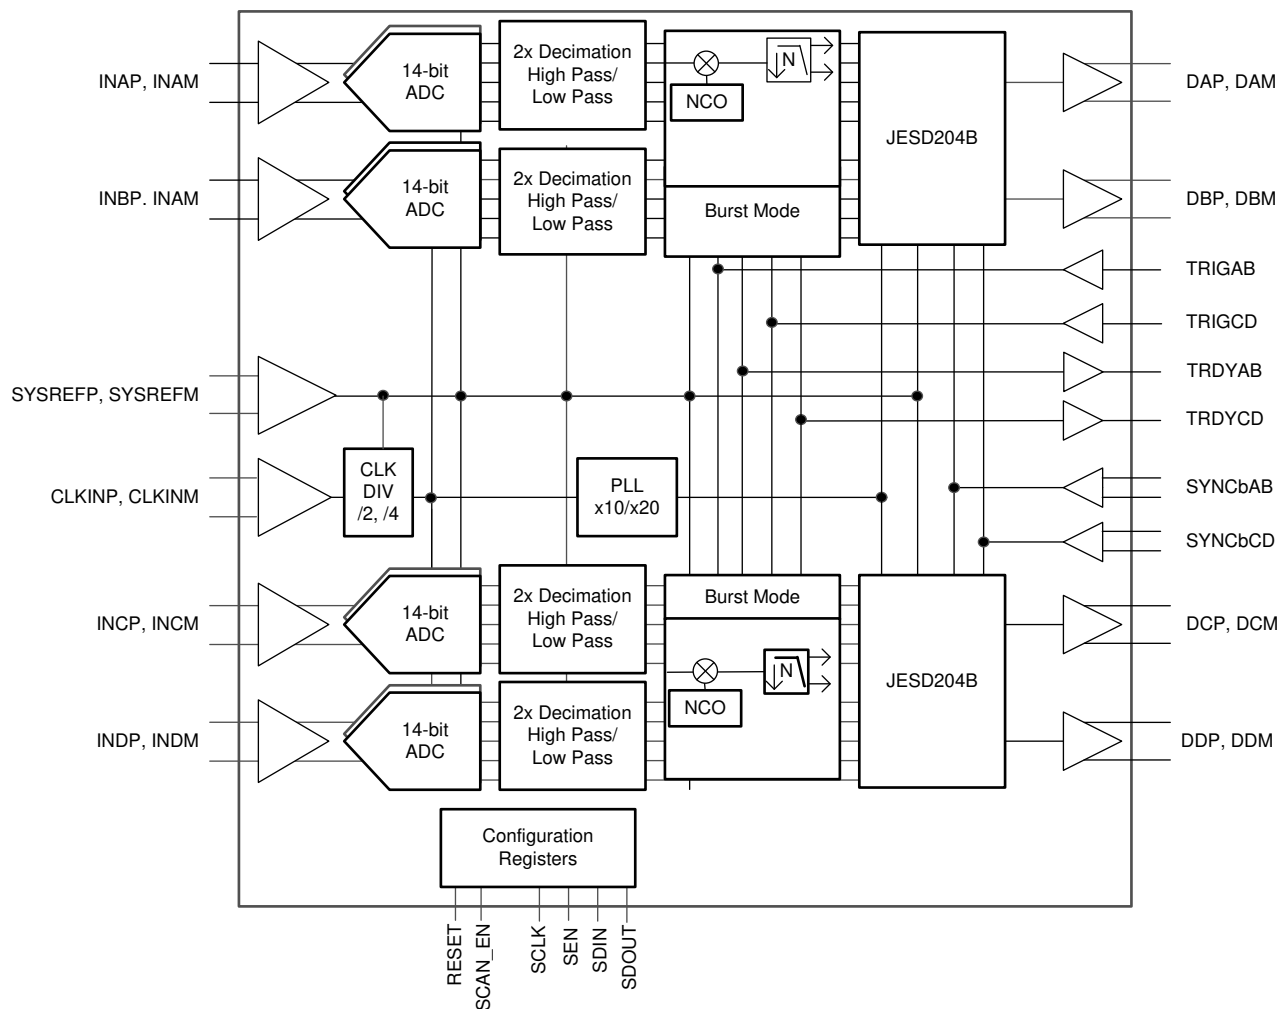 INAP, INAM
14-bit
ADC
2x Decimation
High Pass/
Low Pass
NCO
N
JESD204B
DAP, DAM
INBP. INAM
14-bit
ADC
2x Decimation
High Pass/
Low Pass
Burst Mode
DBP, DBM
TRIGAB
TRIGCD
TRDYAB
TRDYCD
SYSREFP, SYSREFM
CLKINP, CLKINM
CLK
DIV
/2, /4
PLL
x10/x20
SYNCbAB
SYNCbCD
INCP, INCM
14-bit
ADC
2x Decimation
High Pass/
Low Pass
Burst Mode
NCO
N
JESD204B
DCP, DCM
INDP, INDM
14-bit
ADC
2x Decimation
High Pass/
Low Pass
DDP, DDM
Configuration
Registers
RESET
SCAN_EN
SCLK
SEN
SDIN
SDOUT